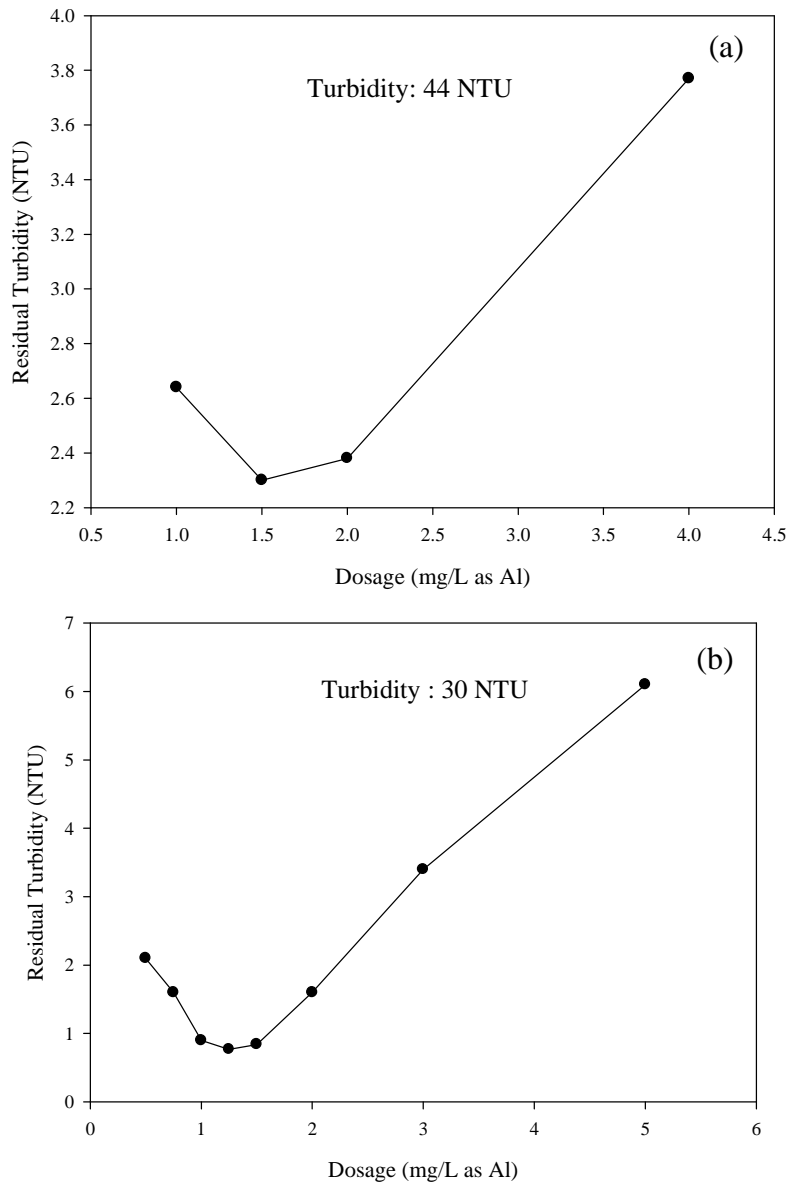 4.0
(a)
3.8
Turbidity: 44 NTU
3.6
3.4
3.2
3.0
2.8
2.6
2.4
2.2
Residual Turbidity (NTU)
0.5 1.0 1.5 2.0 2.5 3.0 3.5 4.0 4.5
Dosage (mg/L as Al)
7
(b)
6
Turbidity : 30 NTU
5
4
3
2
1
0
Residual Turbidity (NTU)
0 1 2 3 4 5 6
Dosage (mg/L as Al)